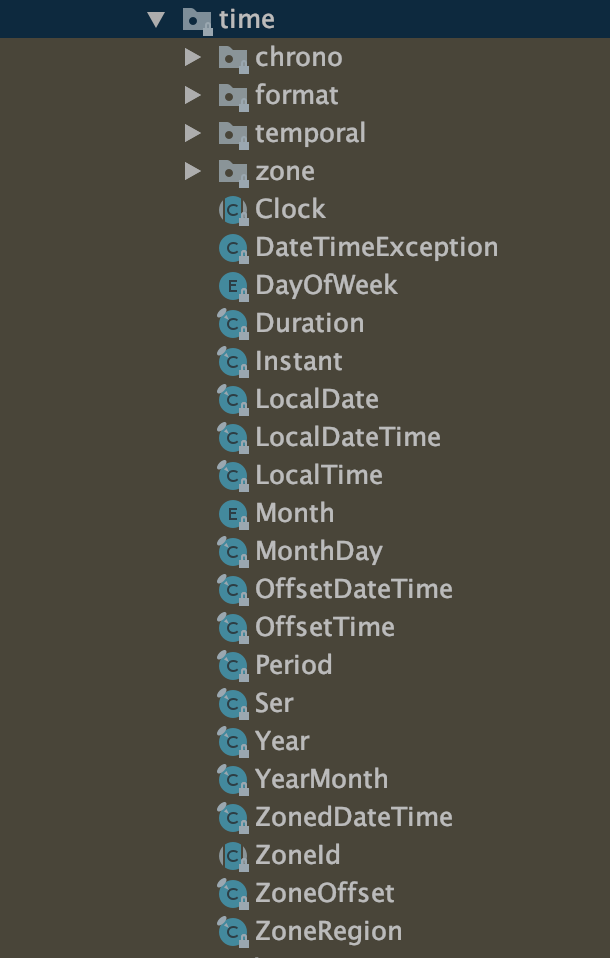 time
chrono
format
temporal
zone
Clock
DateTimeException
DayOfWeek
Duration
Instant
LocalDate
LocalDateTime
LocalTime
Month
MonthDay
OffsetDateTime
OffsetTime
Period
Ser
Year
YearMonth
ZonedDateTime
ZoneId
ZoneOffset
ZoneRegion